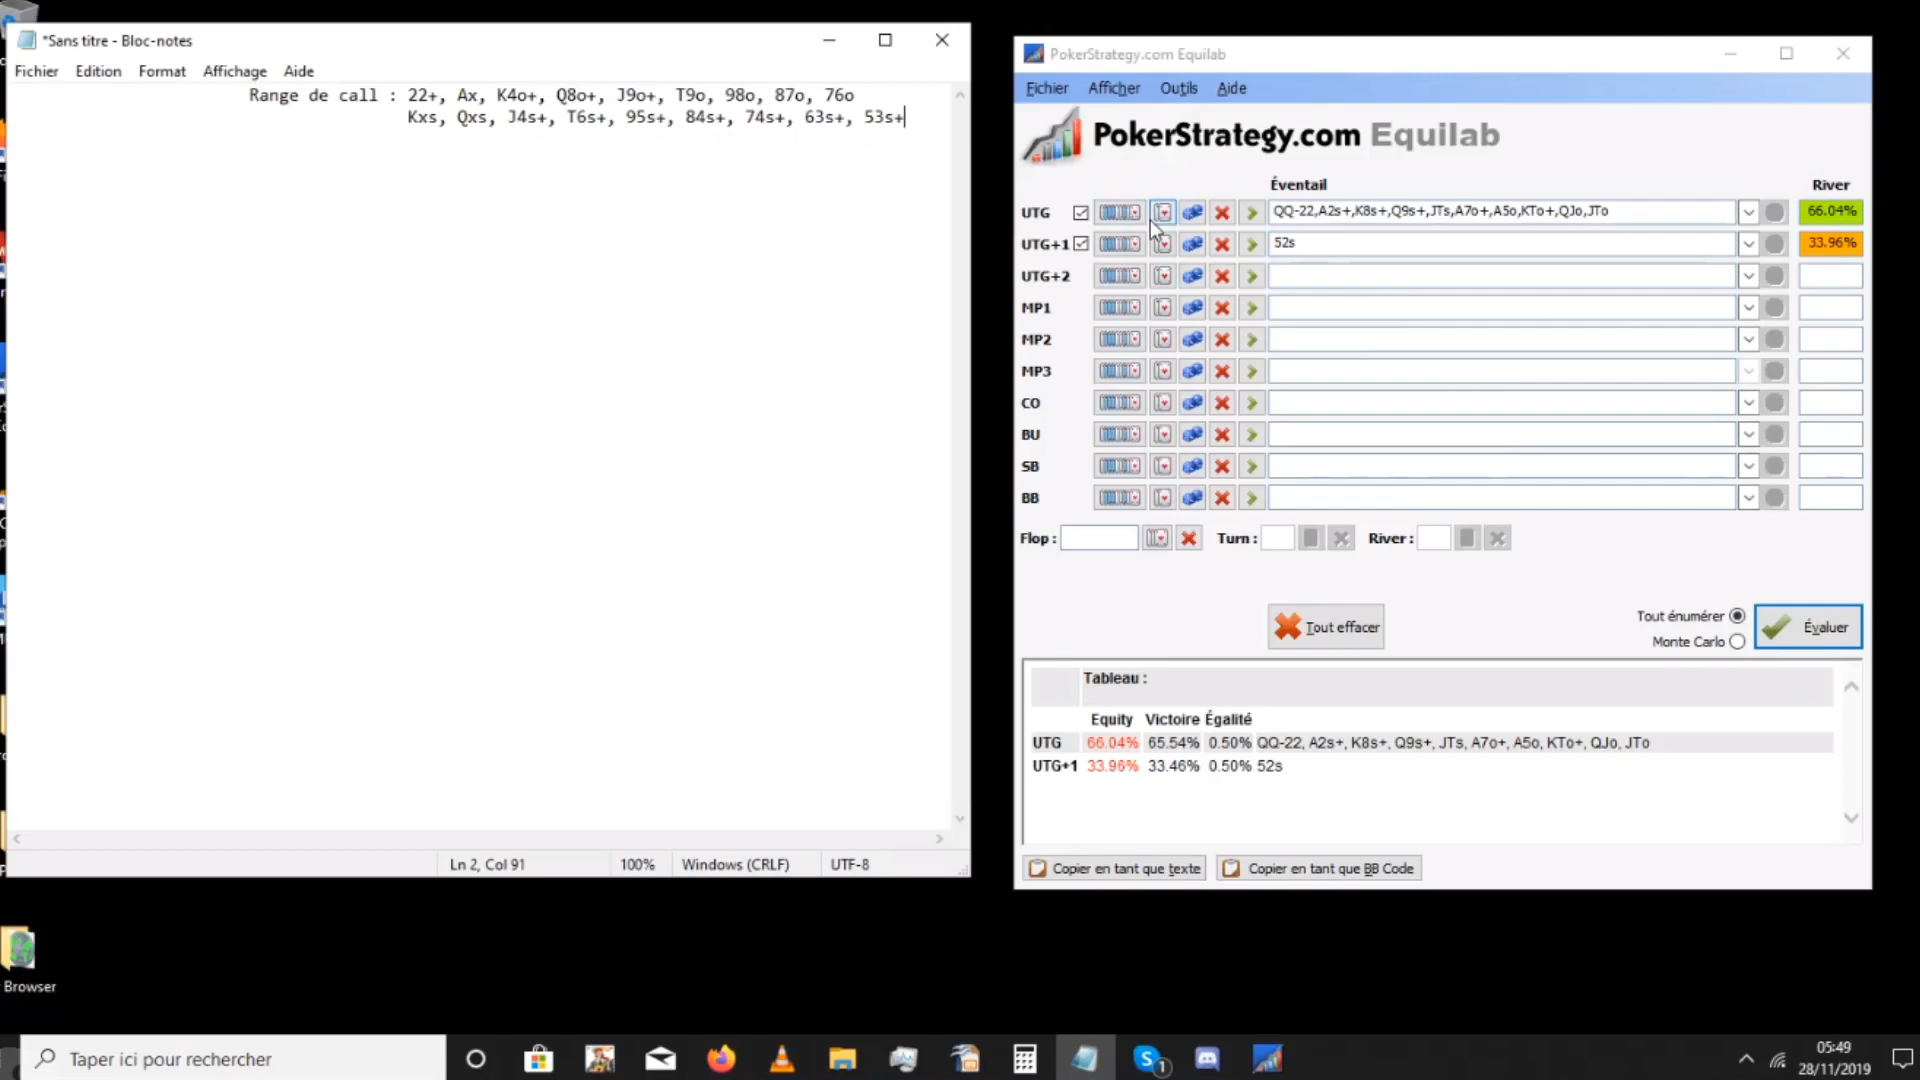 *Sans titre - Bloc-notes
Fichier Edition Format Affichage Aide
Range de call : 22+, Ax, K4o+, Q8o+, J9o+, T9o, 98o, 87o, 76o
Kxs, Qxs, J4s+, T6s+, 95s+, 84s+, 74s+, 63s+, 53s+
Ln 2, Col 91 100% Windows (CRLF) UTF-8
PokerStrategy.com Equilab
Fichier Afficher Outils Aide
PokerStrategy.com Equilab
Éventail River
UTG QQ-22,A2s+,K8s+,Q9s+,JTs,A7o+,A5o,KTo+,QJo,JTo 66.04%
UTG+1 52s 33.96%
UTG+2
MP1
MP2
MP3
CO
BU
SB
BB
Flop : Turn : River :
Tout effacer
Tout énumérer
Monte Carlo
Évaluer
Tableau :
Equity Victoire Égalité
UTG 66.04% 65.54% 0.50% QQ-22, A2s+, K8s+, Q9s+, JTs, A7o+, A5o, KTo+, QJo, JTo
UTG+1 33.96% 33.46% 0.50% 52s
Copier en tant que texte Copier en tant que BB Code
Browser
Taper ici pour rechercher
1
05:49
28/11/2019